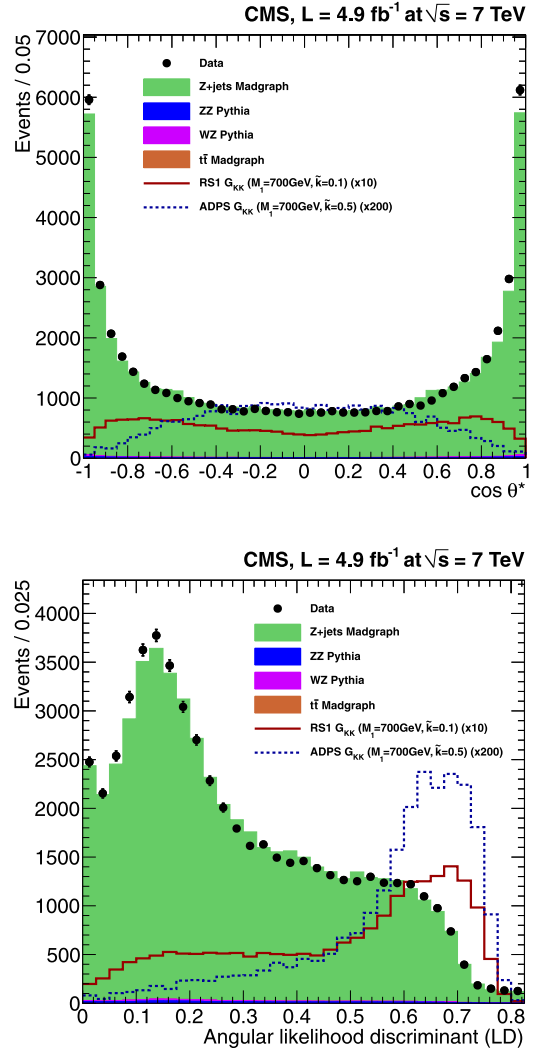 CMS, L = 4.9 fb⁻¹ at √s = 7 TeV
Events / 0.05
7000
6000
5000
4000
3000
2000
1000
0
Data
Z+jets Madgraph
ZZ Pythia
WZ Pythia
tt̄ Madgraph
RS1 G_KK (M_1=700GeV, k̃=0.1) (x10)
ADPS G_KK (M_1=700GeV, k̃=0.5) (x200)
-1 -0.8 -0.6 -0.4 -0.2 0 0.2 0.4 0.6 0.8 1
cos θ*
CMS, L = 4.9 fb⁻¹ at √s = 7 TeV
Events / 0.025
4000
3500
3000
2500
2000
1500
1000
500
0
Data
Z+jets Madgraph
ZZ Pythia
WZ Pythia
tt̄ Madgraph
RS1 G_KK (M_1=700GeV, k̃=0.1) (x10)
ADPS G_KK (M_1=700GeV, k̃=0.5) (x200)
0 0.1 0.2 0.3 0.4 0.5 0.6 0.7 0.8
Angular likelihood discriminant (LD)